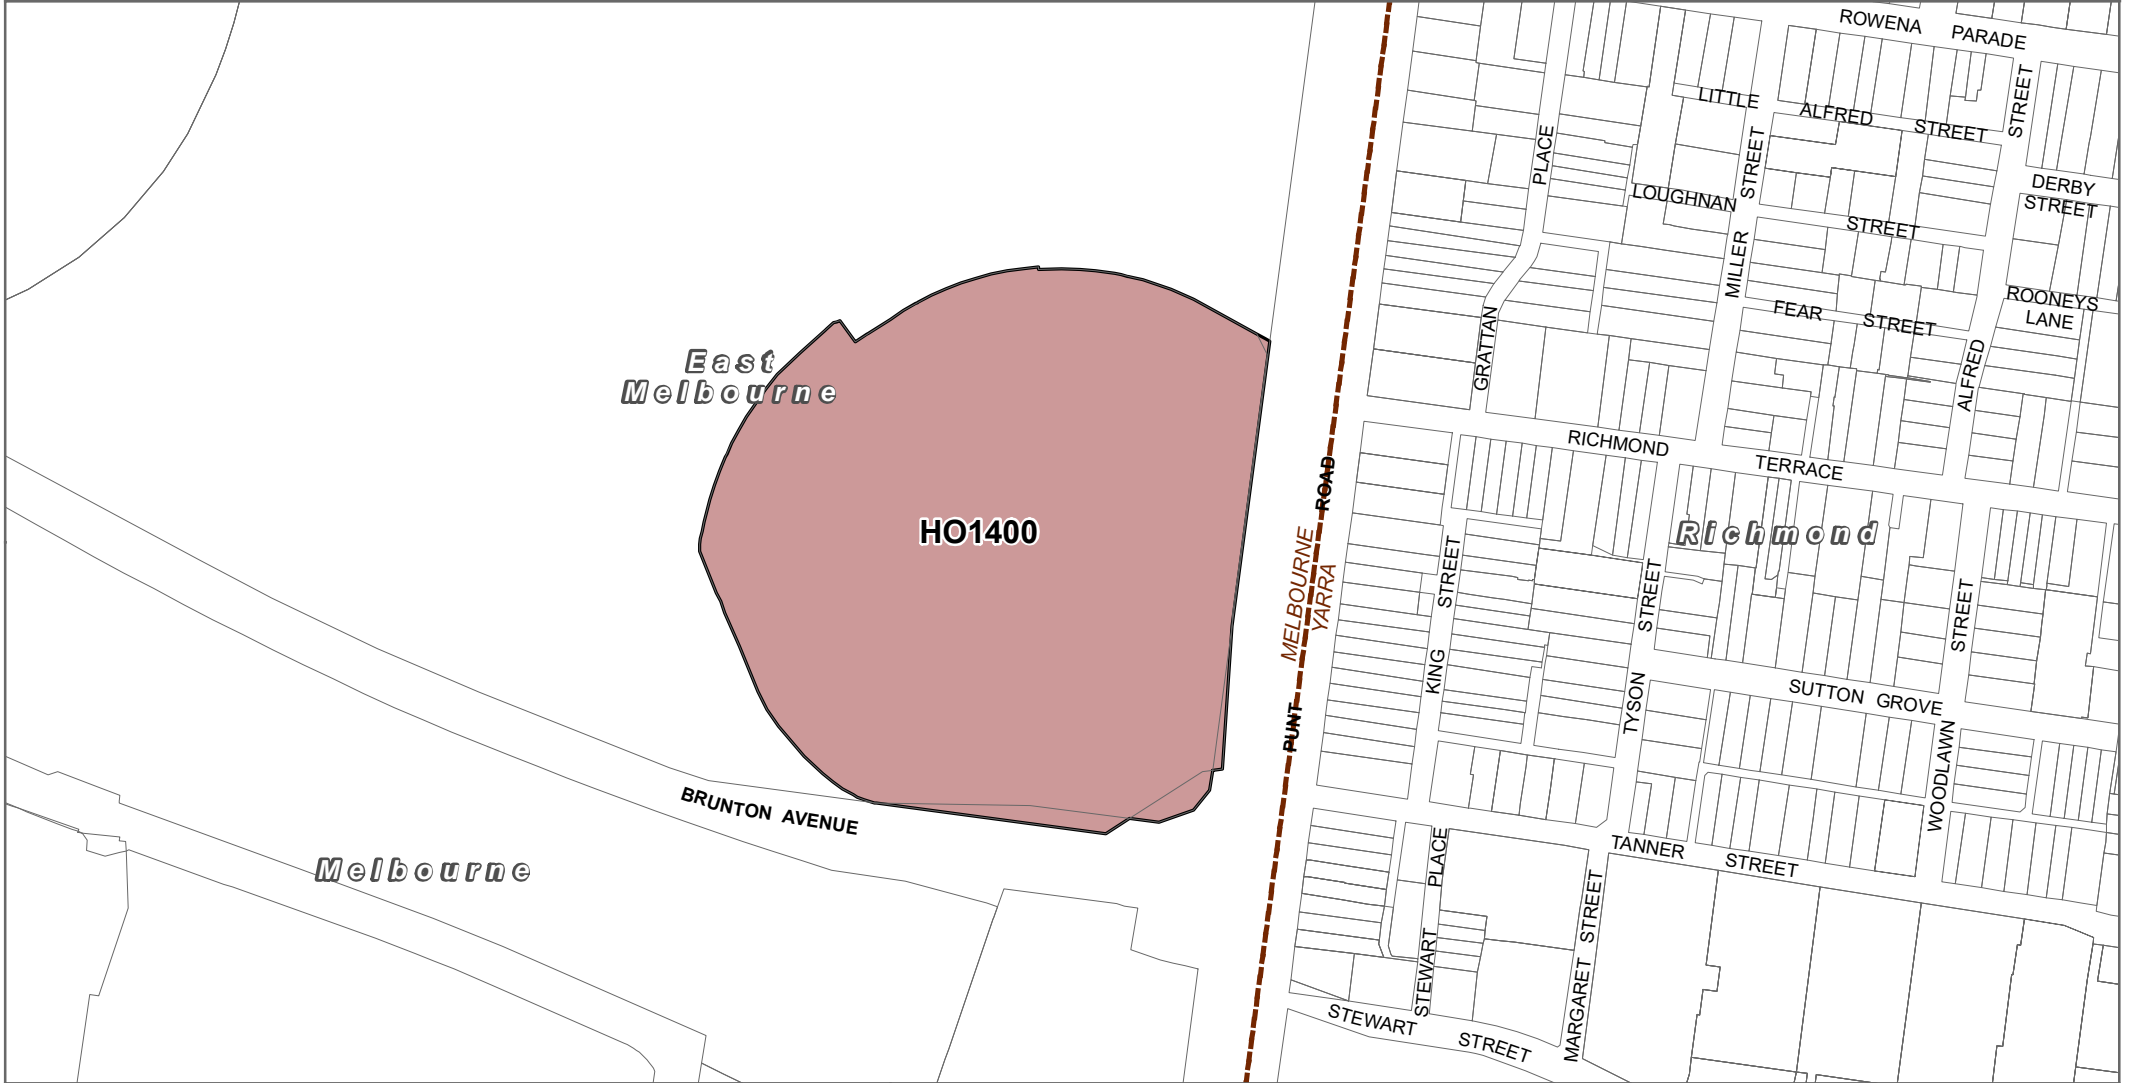 ROWENA PARADE
LITTLE ALFRED STREET
STREET
PLACE
STREET
DERBY
STREET
LOUGHNAN STREET
MILLER
ROONEYS
LANE
FEAR STREET
GRATTAN
ALFRED
East
Melbourne
RICHMOND TERRACE
ROAD
HO1400
Richmond
MELBOURNE
YARRA
STREET
STREET
STREET
KING
TYSON
SUTTON GROVE
PUNT
WOODLAWN
BRUNTON AVENUE
Melbourne
PLACE
TANNER STREET
STREET
STEWART
MARGARET
STEWART STREET